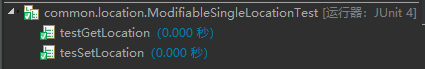 common.location.ModifiableSingleLocationTest [运行器：JUnit 4]
testGetLocation (0.000 秒)
tesSetLocation (0.000 秒)